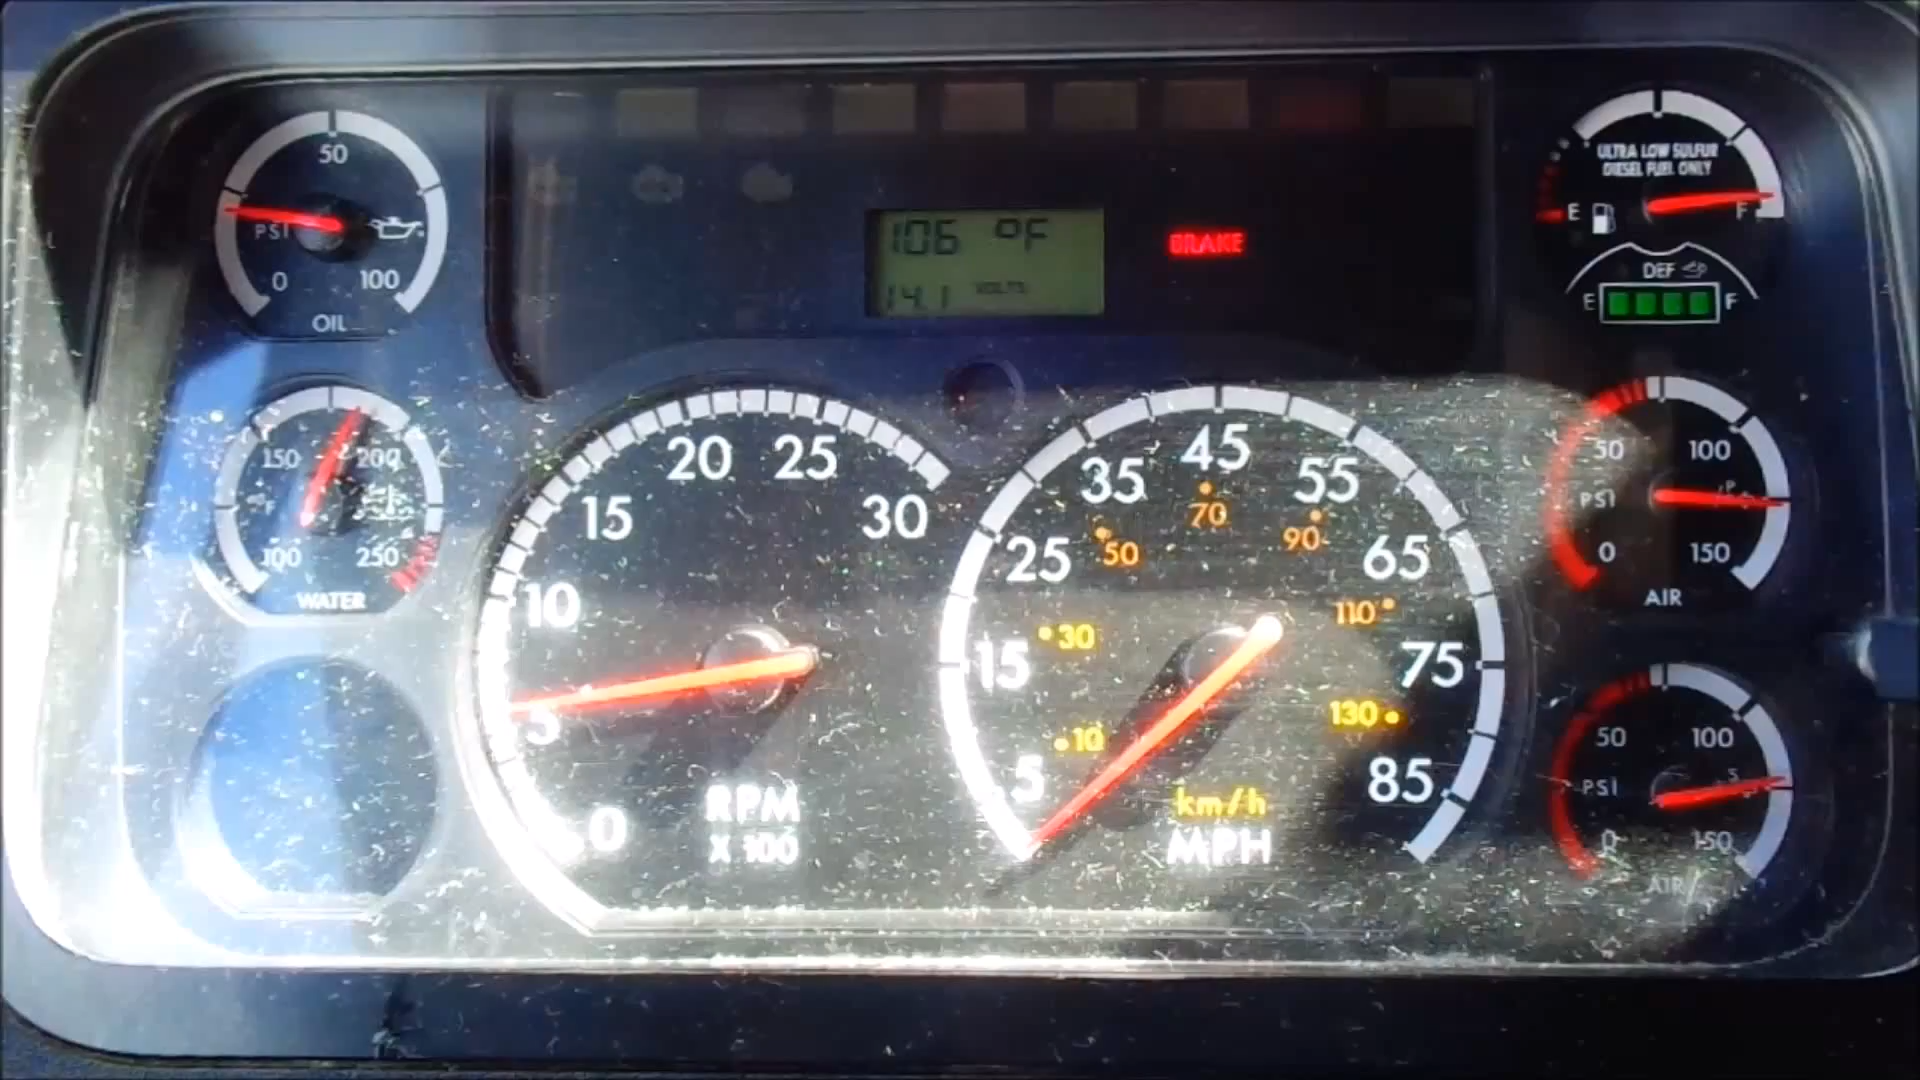 50
PSI
0
100
OIL
106 °F
14.1 VOLTS
BRAKE
ULTRA LOW SULFUR
DIESEL FUEL ONLY
E
F
DEF
E
F
150
200
°F
100
250
WATER
0
5
10
15
20
25
30
RPM
X 100
5
15
25
35
45
55
65
75
85
10
30
50
70
90
110
130
km/h
MPH
50
100
PSI
P
0
150
AIR
50
100
PSI
S
0
150
AIR